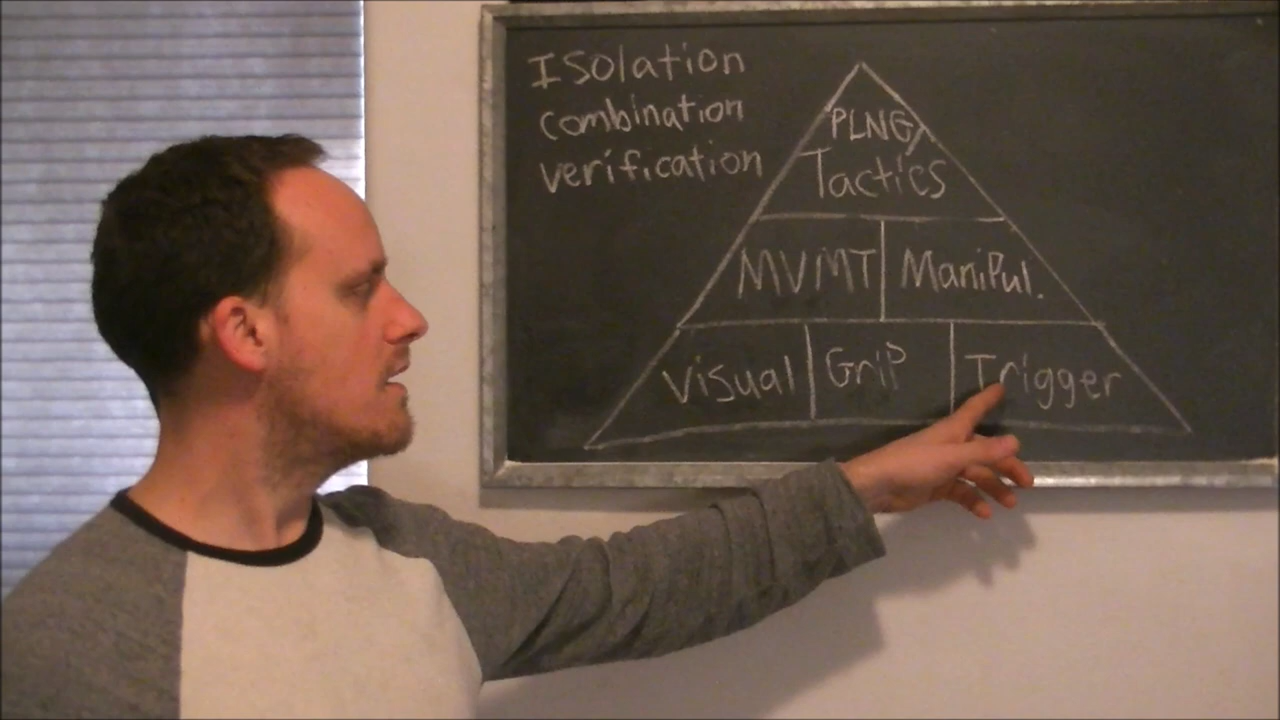 Isolation
combination
verification
PLNG/
Tactics
MVMT Manipul.
Visual Grip Trigger